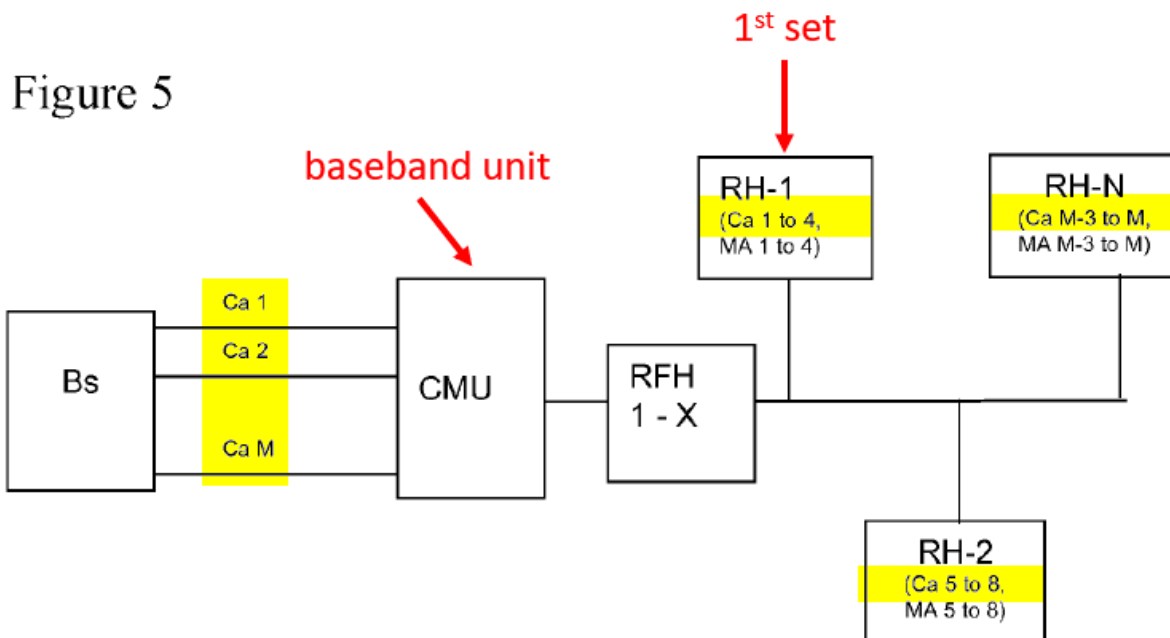 1st set
Figure 5
baseband unit
RH-1
(Ca 1 to 4,
MA 1 to 4)
RH-N
(Ca M-3 to M,
MA M-3 to M)
Ca 1
Ca 2
Ca M
Bs
CMU
RFH
1 - X
RH-2
(Ca 5 to 8,
MA 5 to 8)